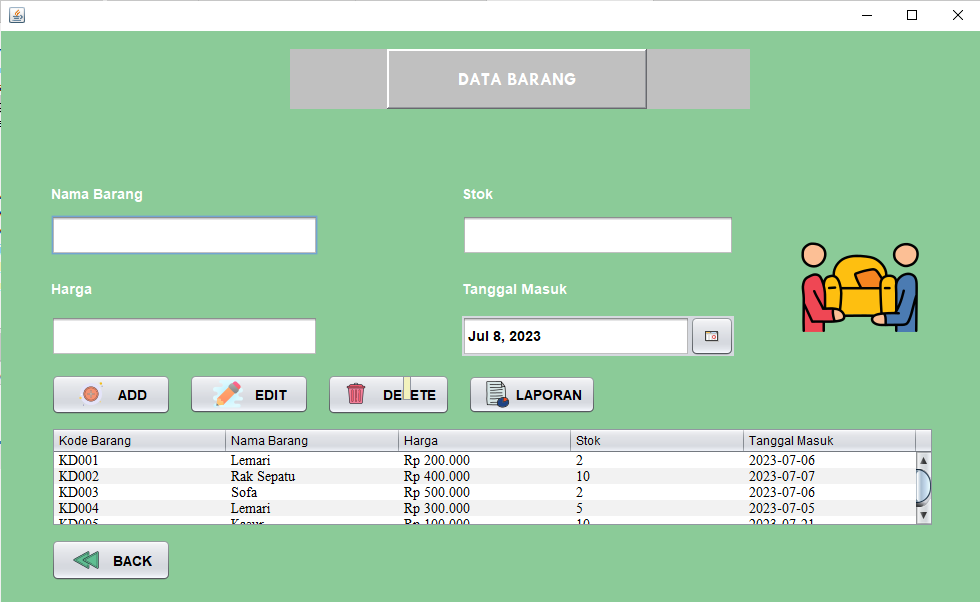 DATA BARANG
Nama Barang Stok
Harga Tanggal Masuk
Jul 8, 2023
ADD EDIT DELETE LAPORAN
Kode Barang Nama Barang Harga Stok Tanggal Masuk
KD001 Lemari Rp 200.000 2 2023-07-06
KD002 Rak Sepatu Rp 400.000 10 2023-07-07
KD003 Sofa Rp 500.000 2 2023-07-06
KD004 Lemari Rp 300.000 5 2023-07-05
KD005 Kasur Rp 100.000 10 2023-07-21
BACK